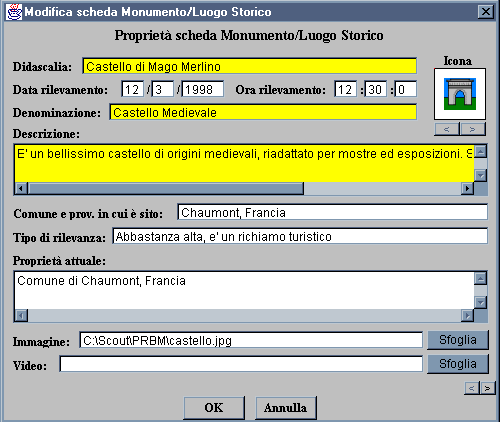 Modifica scheda Monumento/Luogo Storico
Proprietà scheda Monumento/Luogo Storico
Didascalia: Castello di Mago Merlino
Icona
Data rilevamento: 12 / 3 / 1998 Ora rilevamento: 12 : 30 : 0
Denominazione: Castello Medievale
< >
Descrizione:
E' un bellissimo castello di origini medievali, riadattato per mostre ed esposizioni. S
Comune e prov. in cui è sito: Chaumont, Francia
Tipo di rilevanza: Abbastanza alta, e' un richiamo turistico
Proprietà attuale:
Comune di Chaumont, Francia
Immagine: C:\Scout\PRBM\castello.jpg Sfoglia
Video: Sfoglia
< >
OK Annulla